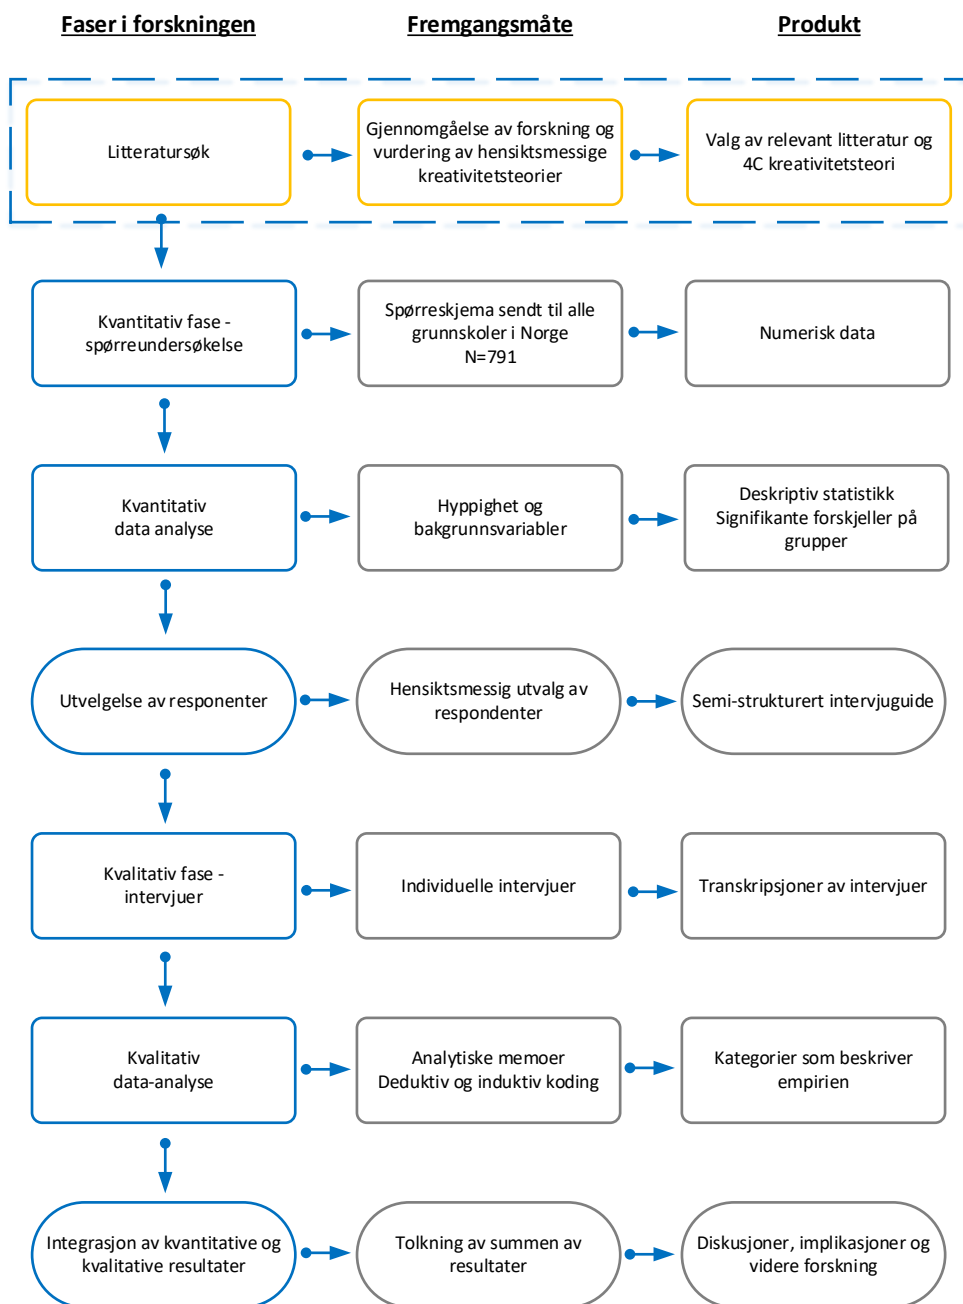 Faser i forskningen
Fremgangsmåte
Produkt
Litteratursøk
Gjennomgåelse av forskning og
vurdering av hensiktsmessige
kreativitetsteorier
Valg av relevant litteratur og
4C kreativitetsteori
Kvantitativ fase -
spørreundersøkelse
Spørreskjema sendt til alle
grunnskoler i Norge
N=791
Numerisk data
Kvantitativ
data analyse
Hyppighet og
bakgrunnsvariabler
Deskriptiv statistikk
Signifikante forskjeller på
grupper
Utvelgelse av responenter
Hensiktsmessig utvalg av
respondenter
Semi-strukturert intervjuguide
Kvalitativ fase -
intervjuer
Individuelle intervjuer
Transkripsjoner av intervjuer
Kvalitativ
data-analyse
Analytiske memoer
Deduktiv og induktiv koding
Kategorier som beskriver
empirien
Integrasjon av kvantitative og
kvalitative resultater
Tolkning av summen av
resultater
Diskusjoner, implikasjoner og
videre forskning